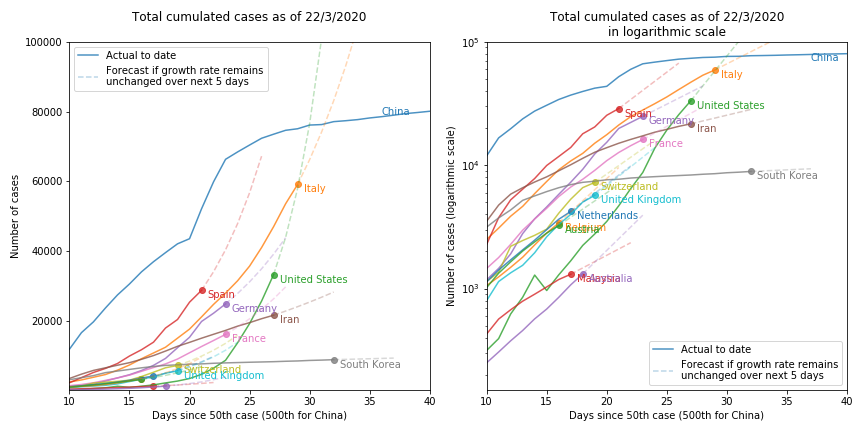 Total cumulated cases as of 22/3/2020
100000
80000
60000
40000
20000
Number of cases
Actual to date
Forecast if growth rate remains
unchanged over next 5 days
China
Italy
United States
Spain
Germany
Iran
France
South Korea
Switzerland
United Kingdom
10
15
20
25
30
35
40
Days since 50th case (500th for China)
Total cumulated cases as of 22/3/2020
in logarithmic scale
10^5
10^4
10^3
Number of cases (logarithmic scale)
China
Italy
United States
Spain
Germany
Iran
France
South Korea
Switzerland
United Kingdom
Netherlands
Belgium
Austria
Malaysia
Australia
Actual to date
Forecast if growth rate remains
unchanged over next 5 days
10
15
20
25
30
35
40
Days since 50th case (500th for China)